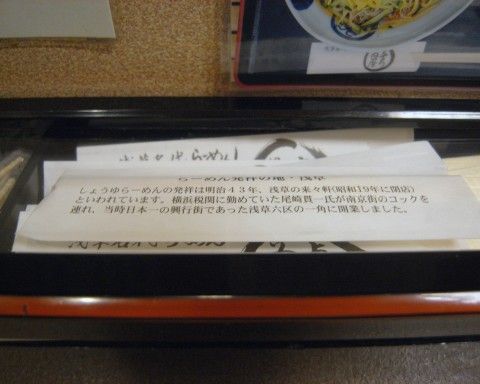 らーめん発祥の地・浅草
しょうゆらーめんの発祥は明治43年、浅草の来々軒(昭和19年に閉店)
といわれています。横浜税関に勤めていた尾崎貫一氏が南京街のコックを
連れ、当時日本一の興行街であった浅草六区の一角に開業しました。